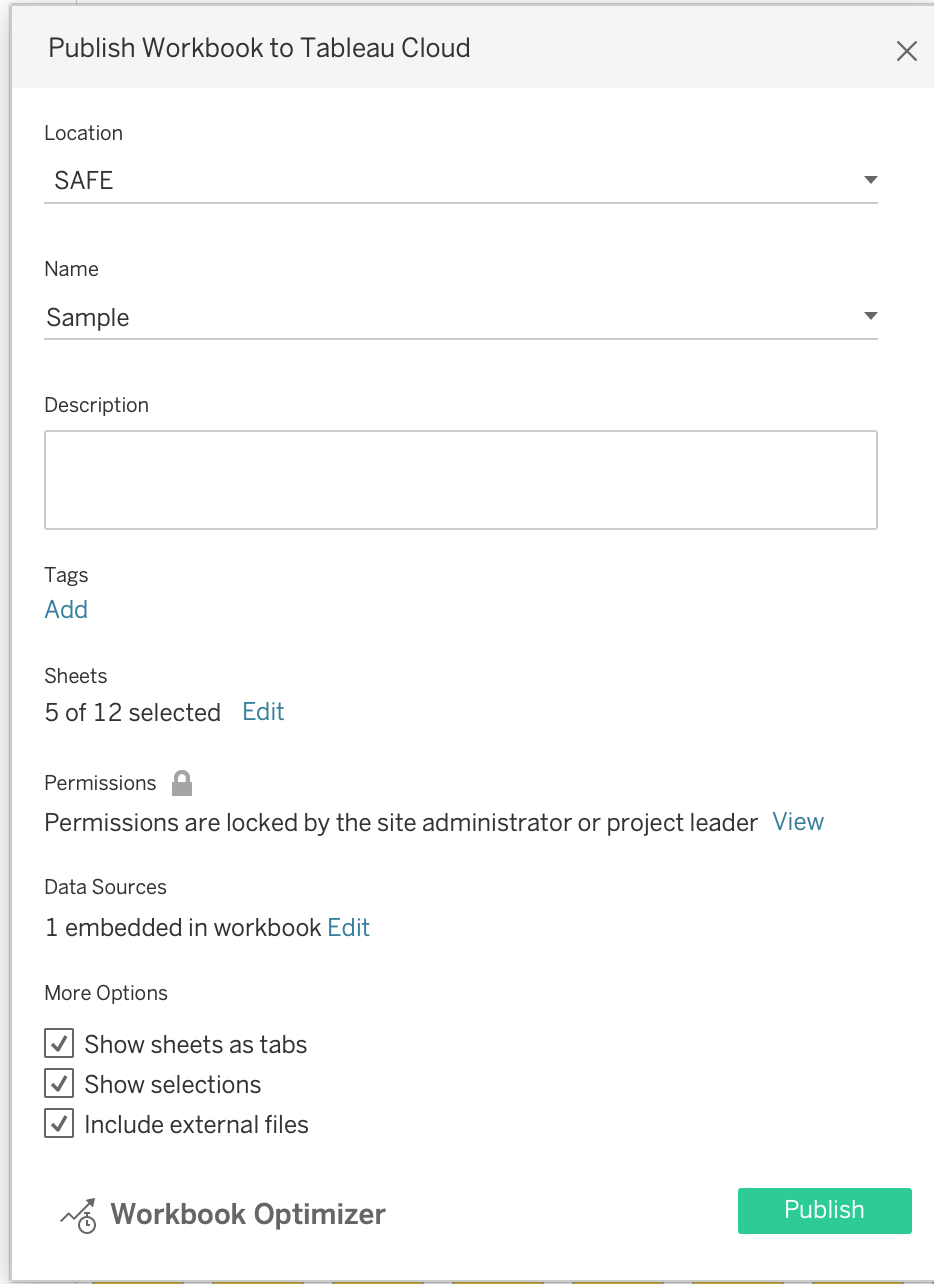 Publish Workbook to Tableau Cloud
Location
SAFE
Name
Sample
Description
Tags
Add
Sheets
5 of 12 selected Edit
Permissions
Permissions are locked by the site administrator or project leader View
Data Sources
1 embedded in workbook Edit
More Options
Show sheets as tabs
Show selections
Include external files
Workbook Optimizer Publish